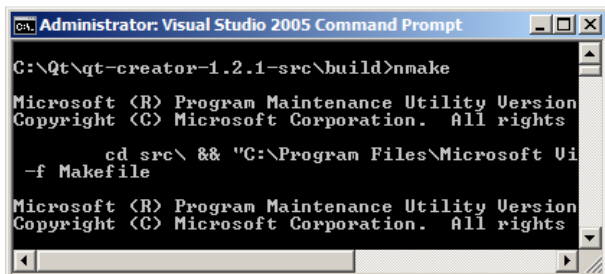 Administrator: Visual Studio 2005 Command Prompt
C:\Qt\qt-creator-1.2.1-src\build>nmake
Microsoft (R) Program Maintenance Utility Version
Copyright (C) Microsoft Corporation.  All rights
cd src\ && "C:\Program Files\Microsoft Vi
-f Makefile
Microsoft (R) Program Maintenance Utility Version
Copyright (C) Microsoft Corporation.  All rights